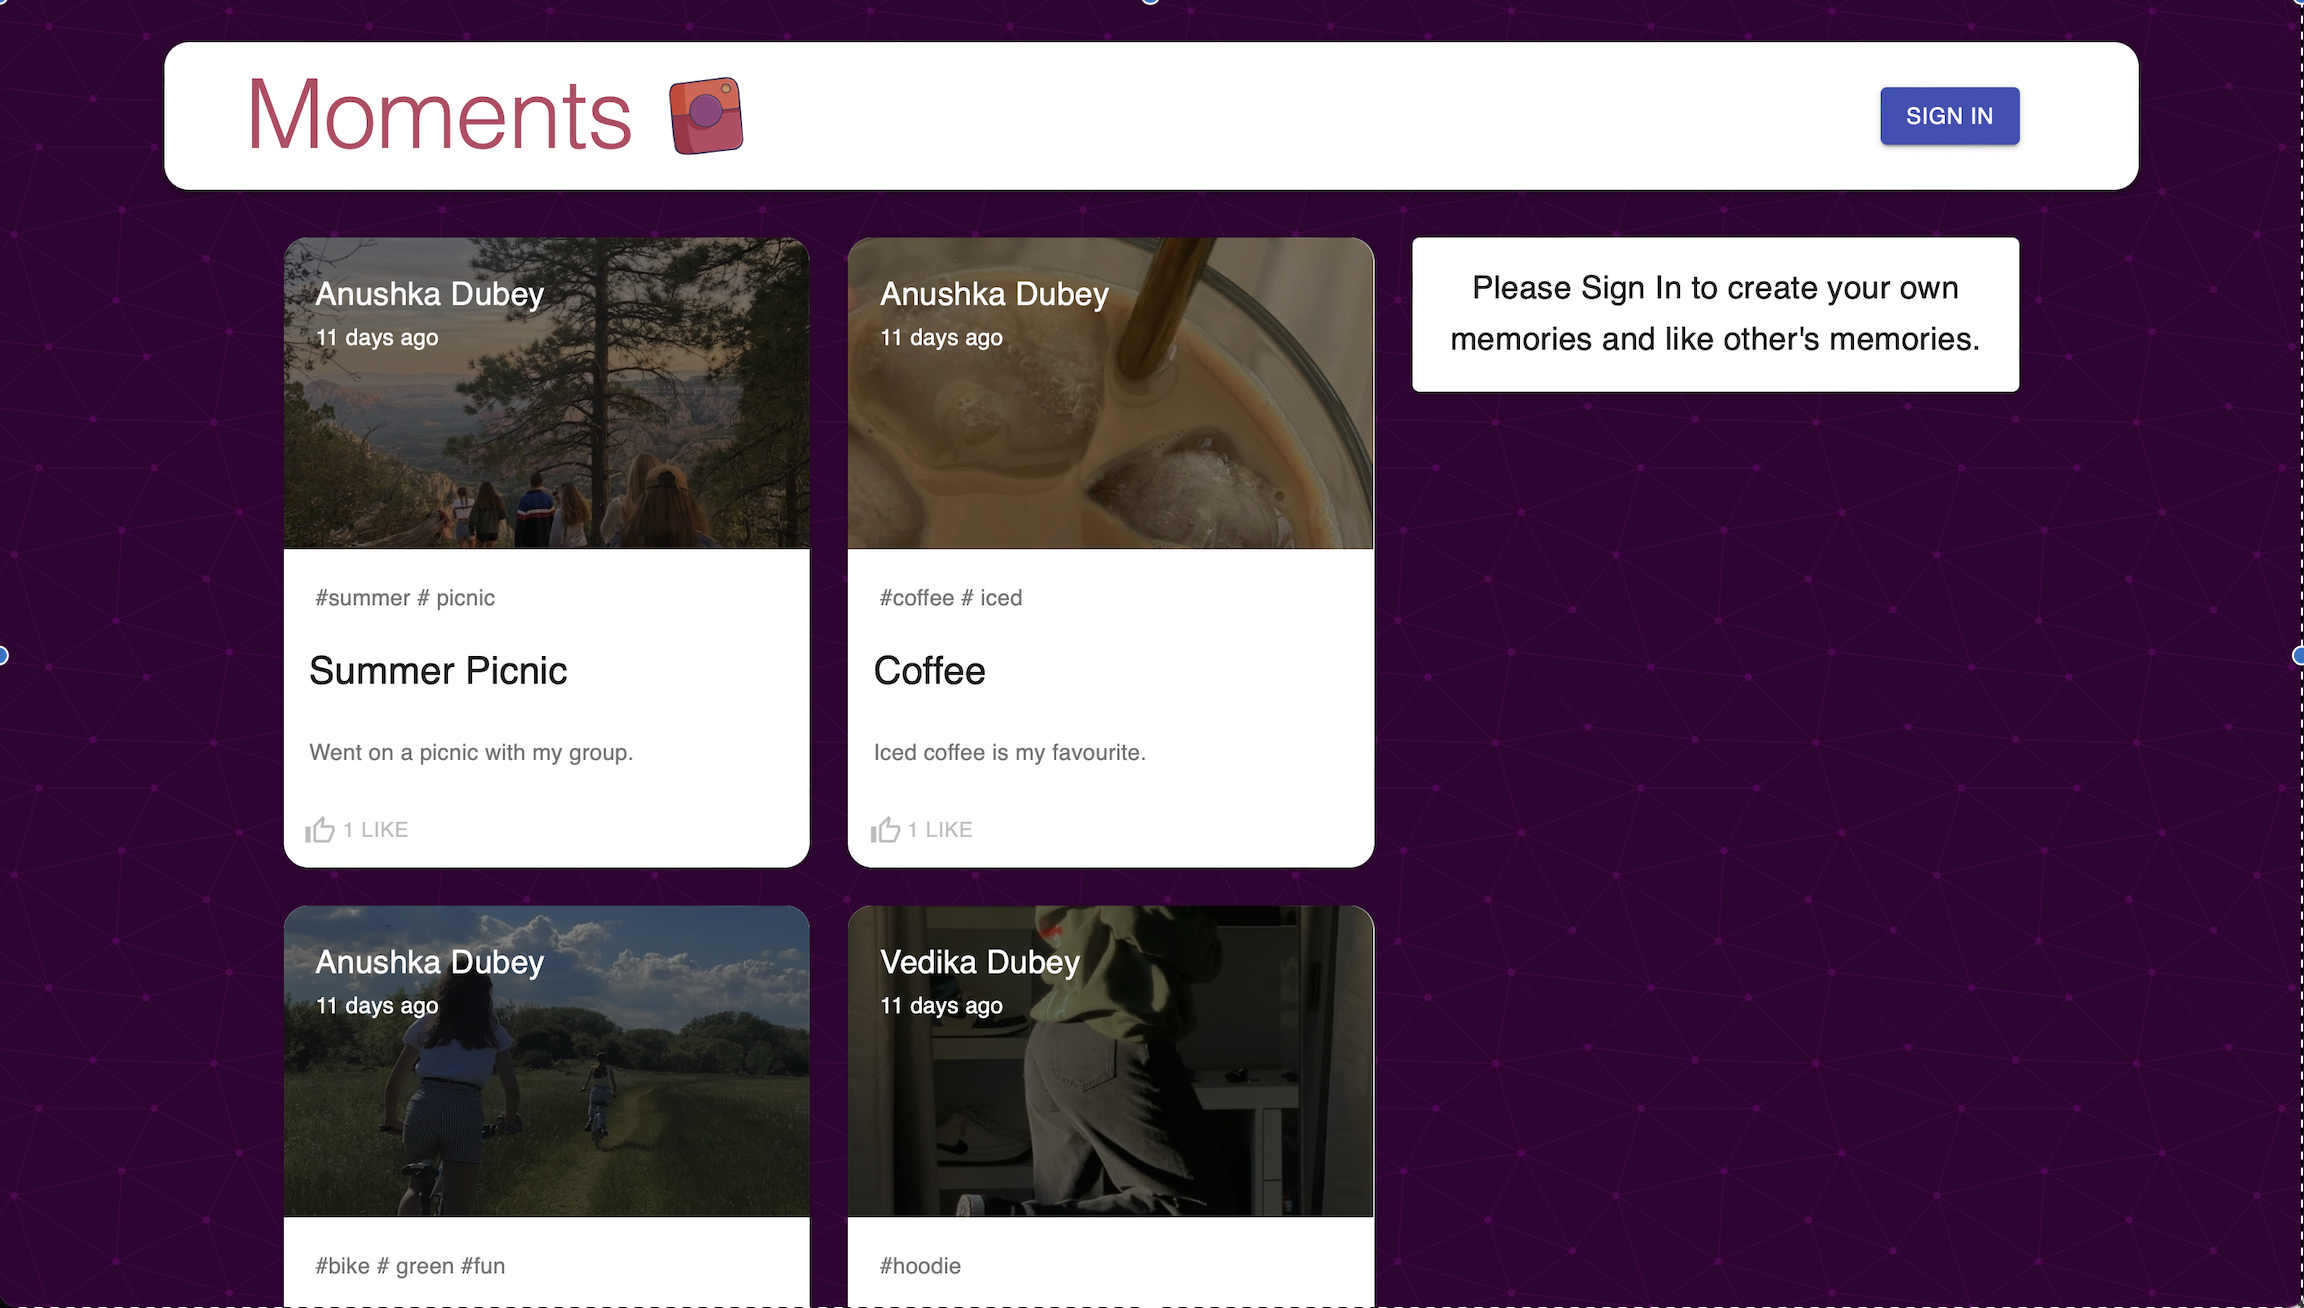 Moments
SIGN IN
Anushka Dubey
11 days ago
#summer # picnic
Summer Picnic
Went on a picnic with my group.
1 LIKE
Anushka Dubey
11 days ago
#coffee # iced
Coffee
Iced coffee is my favourite.
1 LIKE
Please Sign In to create your own
memories and like other's memories.
Anushka Dubey
11 days ago
#bike # green #fun
Vedika Dubey
11 days ago
#hoodie